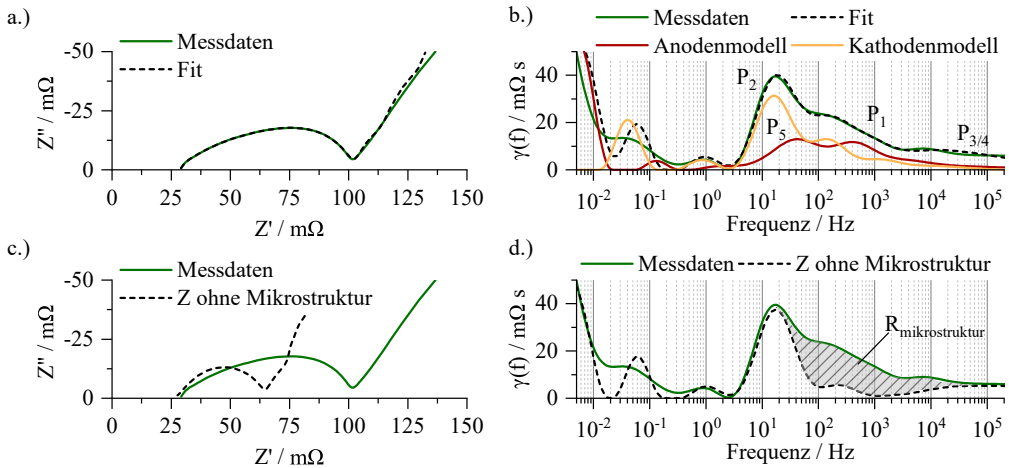 a.)
Messdaten
Fit
-50
-25
0
Z'' / mΩ
0 25 50 75 100 125 150
Z' / mΩ
b.)
Messdaten
Fit
Anodenmodell
Kathodenmodell
40
20
0
γ(f) / mΩ s
P2
P5
P1
P3/4
10-2 10-1 100 101 102 103 104 105
Frequenz / Hz
c.)
Messdaten
Z ohne Mikrostruktur
-50
-25
0
Z'' / mΩ
0 25 50 75 100 125 150
Z' / mΩ
d.)
Messdaten
Z ohne Mikrostruktur
40
20
0
γ(f) / mΩ s
Rmikrostruktur
10-2 10-1 100 101 102 103 104 105
Frequenz / Hz